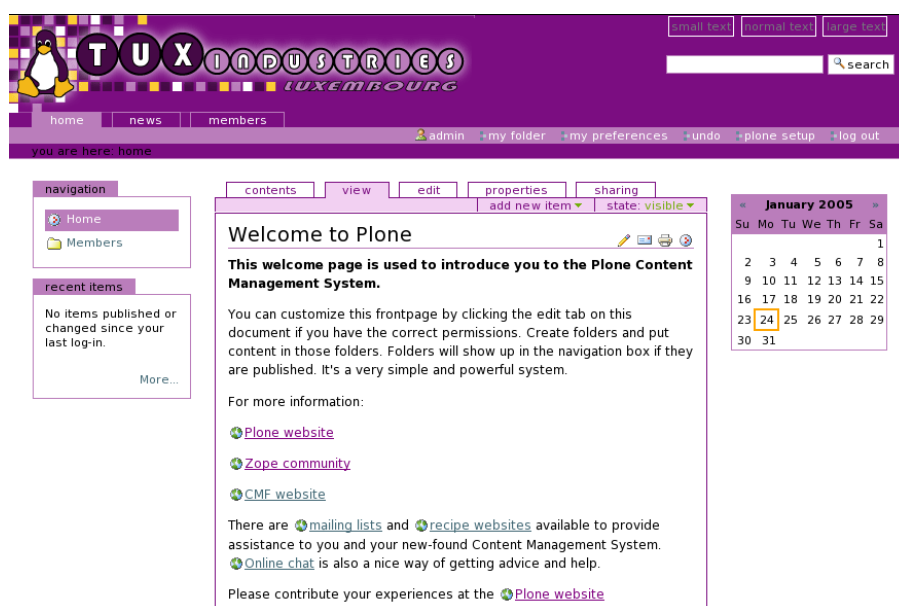 small text normal text large text
TUX INDUSTRIES
LUXEMBOURG
search
home news members
admin my folder my preferences undo plone setup log out
you are here: home
navigation
Home
Members
recent items
No items published or
changed since your
last log-in.
More...
contents view edit properties sharing
add new item state: visible
Welcome to Plone
This welcome page is used to introduce you to the Plone Content
Management System.
You can customize this frontpage by clicking the edit tab on this
document if you have the correct permissions. Create folders and put
content in those folders. Folders will show up in the navigation box if they
are published. It's a very simple and powerful system.
For more information:
Plone website
Zope community
CMF website
There are mailing lists and recipe websites available to provide
assistance to you and your new-found Content Management System.
Online chat is also a nice way of getting advice and help.
Please contribute your experiences at the Plone website
« January 2005 »
Su Mo Tu We Th Fr Sa
1
2 3 4 5 6 7 8
9 10 11 12 13 14 15
16 17 18 19 20 21 22
23 24 25 26 27 28 29
30 31